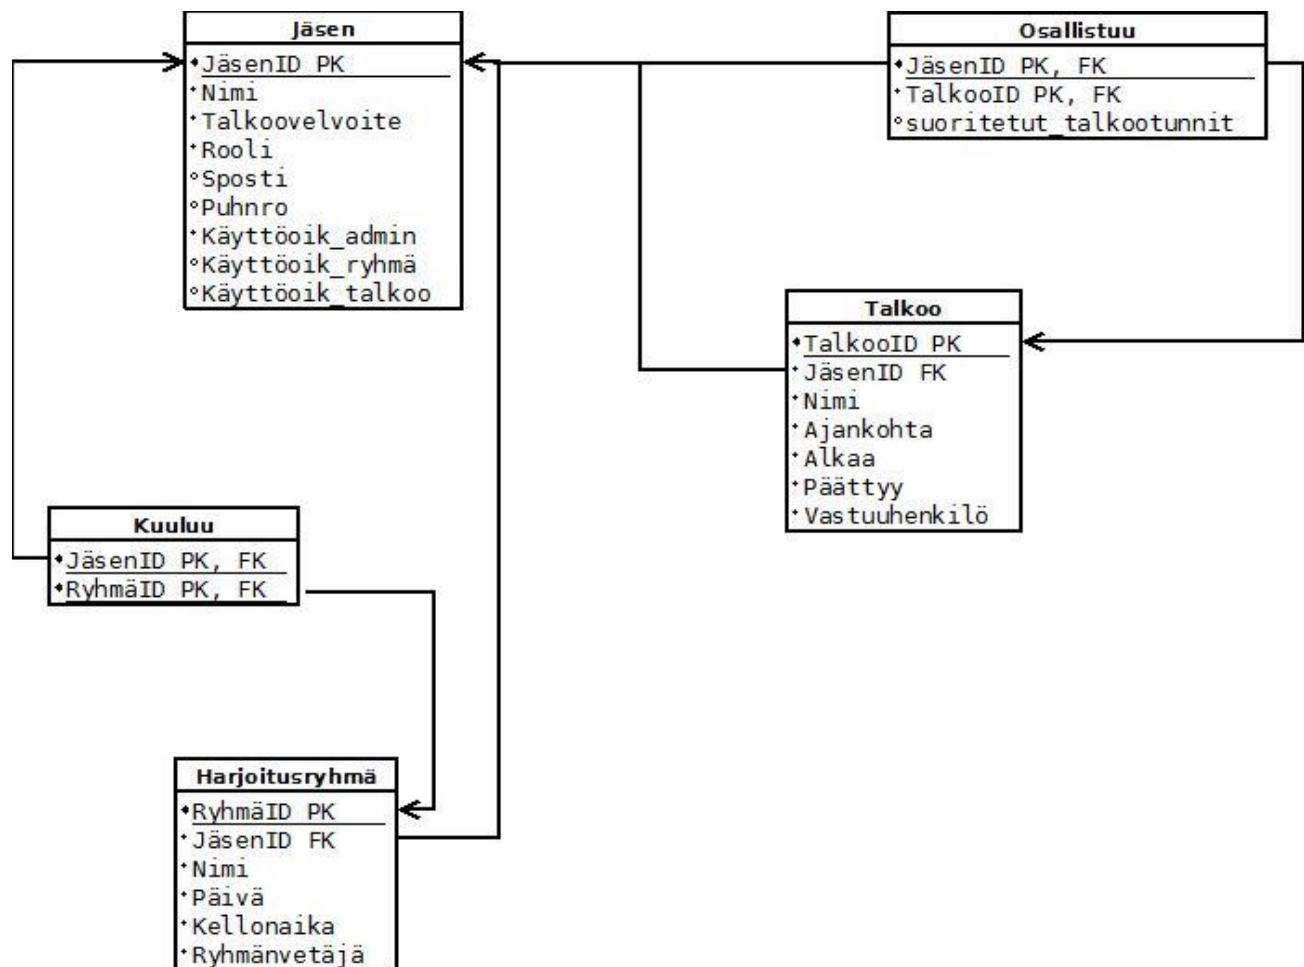 Jäsen
JäsenID PK
Nimi
Talkoovelvoite
Rooli
Sposti
Puhnro
Käyttöoik_admin
Käyttöoik_ryhmä
Käyttöoik_talkoo
Osallistuu
JäsenID PK, FK
TalkooID PK, FK
suoritetut_talkootunnit
Talkoo
TalkooID PK
JäsenID FK
Nimi
Ajankohta
Alkaa
Päättyy
Vastuuhenkilö
Kuuluu
JäsenID PK, FK
RyhmäID PK, FK
Harjoitusryhmä
RyhmäID PK
JäsenID FK
Nimi
Päivä
Kellonaika
Ryhmänvetäjä